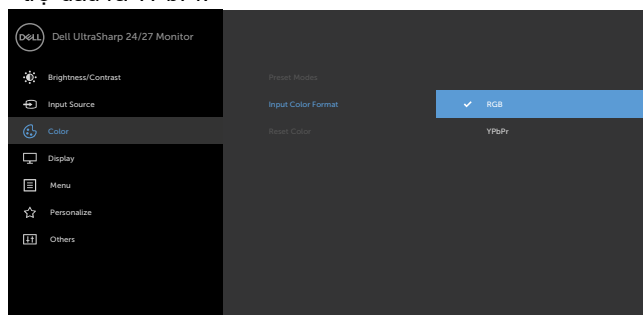 DELL Dell UltraSharp 24/27 Monitor
Brightness/Contrast Preset Modes
Input Source Input Color Format RGB
Color Reset Color YPbPr
Display
Menu
Personalize
Others